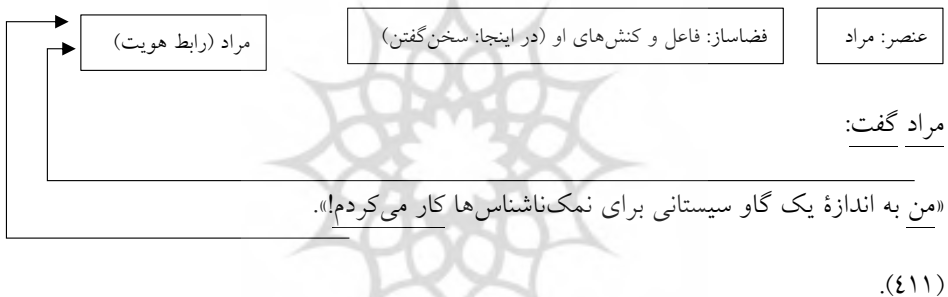 عنصر: مراد
فضاساز: فاعل و کنش‌های او (در اینجا: سخن‌گفتن)
مراد (رابط هویت)
مراد گفت:
«من به اندازهٔ یک گاو سیستانی برای نمک‌ناشناس‌ها کار می‌کردم!».
(٤١١).